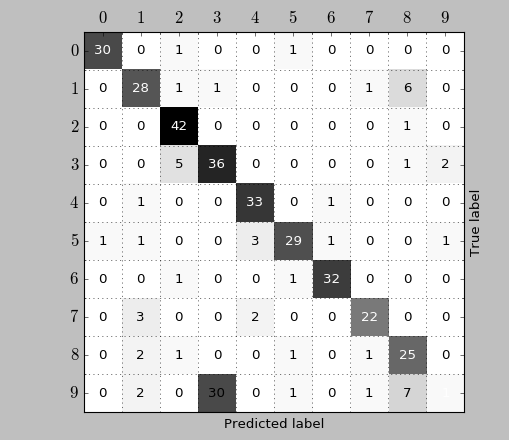 0 1 2 3 4 5 6 7 8 9
0 30 0 1 0 0 1 0 0 0 0
1 0 28 1 1 0 0 0 1 6 0
2 0 0 42 0 0 0 0 0 1 0
3 0 0 5 36 0 0 0 0 1 2
4 0 1 0 0 33 0 1 0 0 0
5 1 1 0 0 3 29 1 0 0 1
6 0 0 1 0 0 1 32 0 0 0
7 0 3 0 0 2 0 0 22 0 0
8 0 2 1 0 0 1 0 1 25 0
9 0 2 0 30 0 1 0 1 7
True label
Predicted label